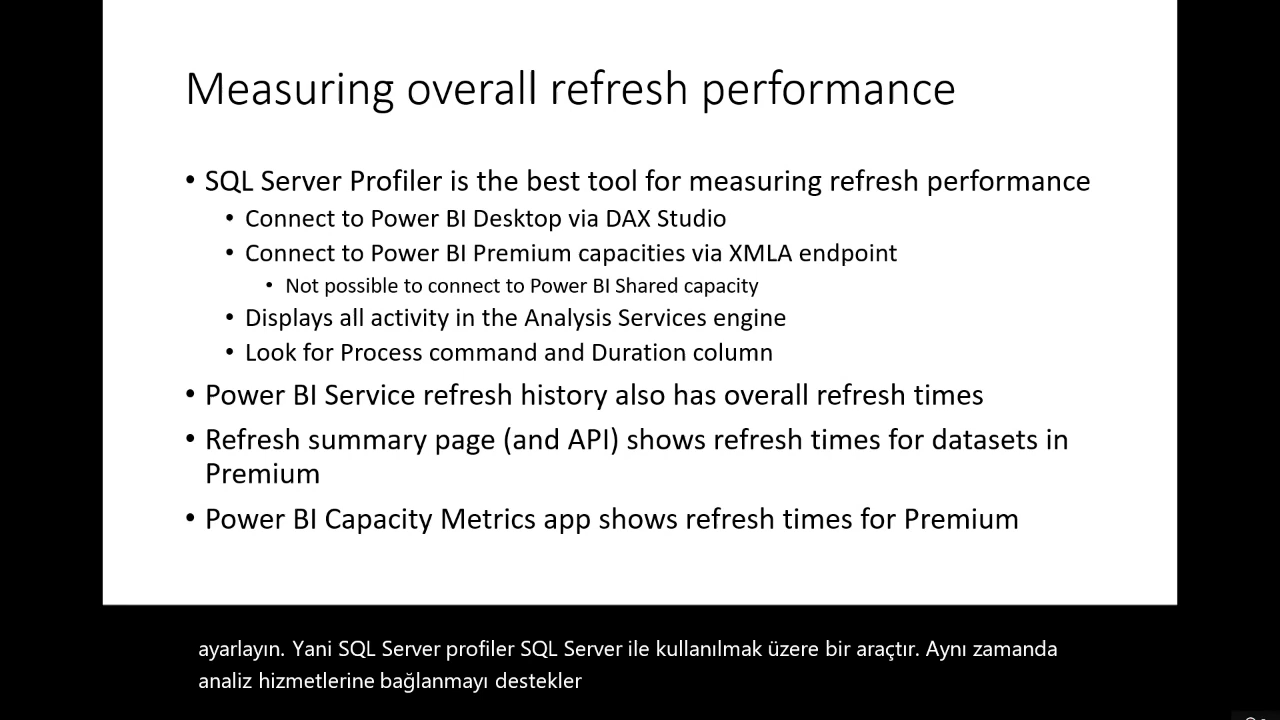 Measuring overall refresh performance
• SQL Server Profiler is the best tool for measuring refresh performance
• Connect to Power BI Desktop via DAX Studio
• Connect to Power BI Premium capacities via XMLA endpoint
• Not possible to connect to Power BI Shared capacity
• Displays all activity in the Analysis Services engine
• Look for Process command and Duration column
• Power BI Service refresh history also has overall refresh times
• Refresh summary page (and API) shows refresh times for datasets in
Premium
• Power BI Capacity Metrics app shows refresh times for Premium
ayarlayın. Yani SQL Server profiler SQL Server ile kullanılmak üzere bir araçtır. Aynı zamanda
analiz hizmetlerine bağlanmayı destekler